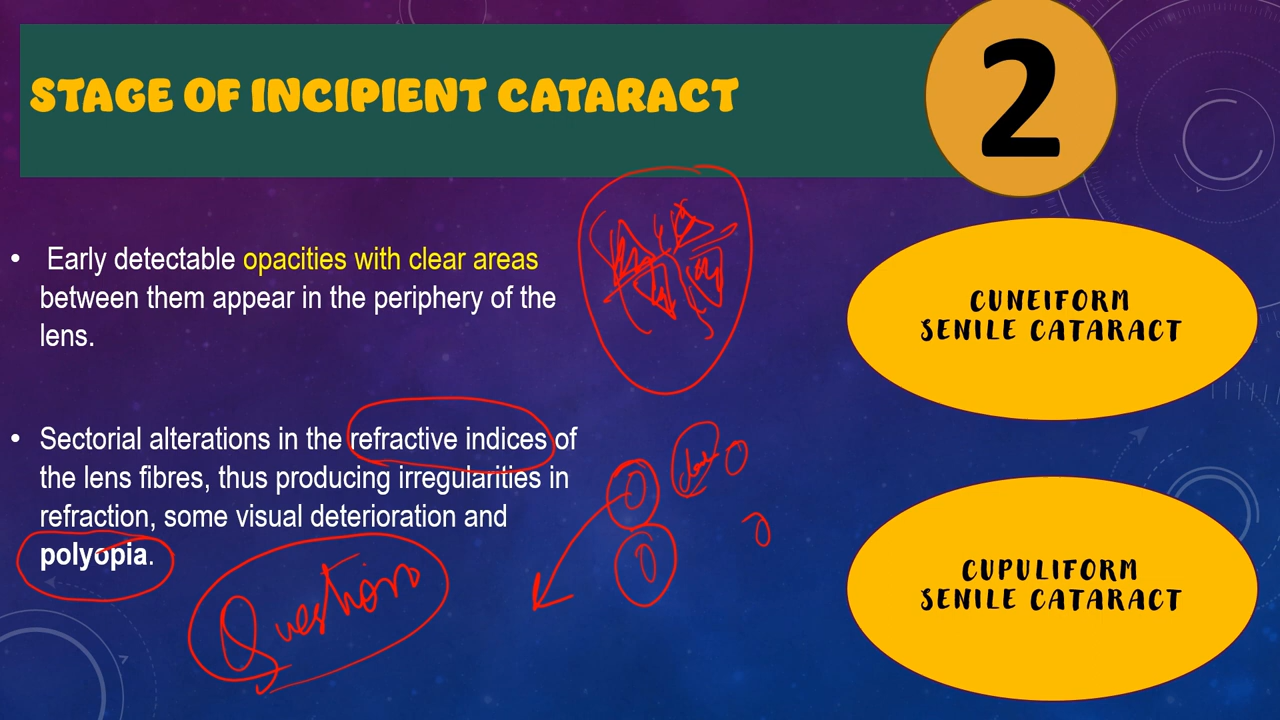 STAGE OF INCIPIENT CATARACT
2
• Early detectable opacities with clear areas
between them appear in the periphery of the
lens.
• Sectorial alterations in the refractive indices of
the lens fibres, thus producing irregularities in
refraction, some visual deterioration and
polyopia.
Question
CUNEIFORM
SENILE CATARACT
CUPULIFORM
SENILE CATARACT